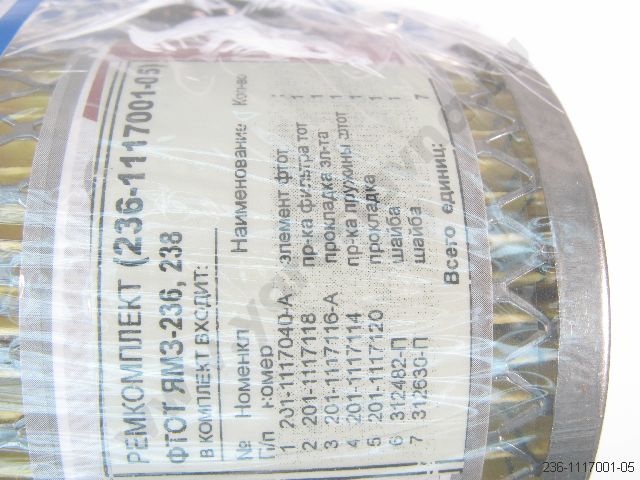 РЕМКОМПЛЕКТ (236-1117001-05)
ФТОТ ЯМЗ-236, 238
В КОМПЛЕКТ ВХОДИТ:
№ Номенкл Наименование Кол-во
П/п номер
1 201-1117040-А элемент фтот 1
2 201-1117118 пр-ка фильтра тот 1
3 201-1117116-А прокладка эл-та 1
4 201-1117114 пр-ка пружины фтот 1
5 201-1117120 прокладка 1
6 312482-П шайба 1
7 312630-П шайба 1
Всего единиц: 7
236-1117001-05